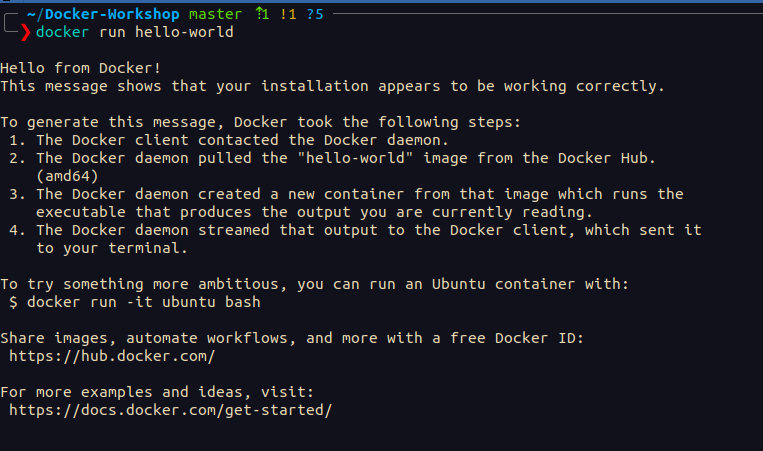 ~/Docker-Workshop master ⇡1 !1 ?5
❯ docker run hello-world
Hello from Docker!
This message shows that your installation appears to be working correctly.
To generate this message, Docker took the following steps:
1. The Docker client contacted the Docker daemon.
2. The Docker daemon pulled the "hello-world" image from the Docker Hub.
(amd64)
3. The Docker daemon created a new container from that image which runs the
executable that produces the output you are currently reading.
4. The Docker daemon streamed that output to the Docker client, which sent it
to your terminal.
To try something more ambitious, you can run an Ubuntu container with:
$ docker run -it ubuntu bash
Share images, automate workflows, and more with a free Docker ID:
https://hub.docker.com/
For more examples and ideas, visit:
https://docs.docker.com/get-started/